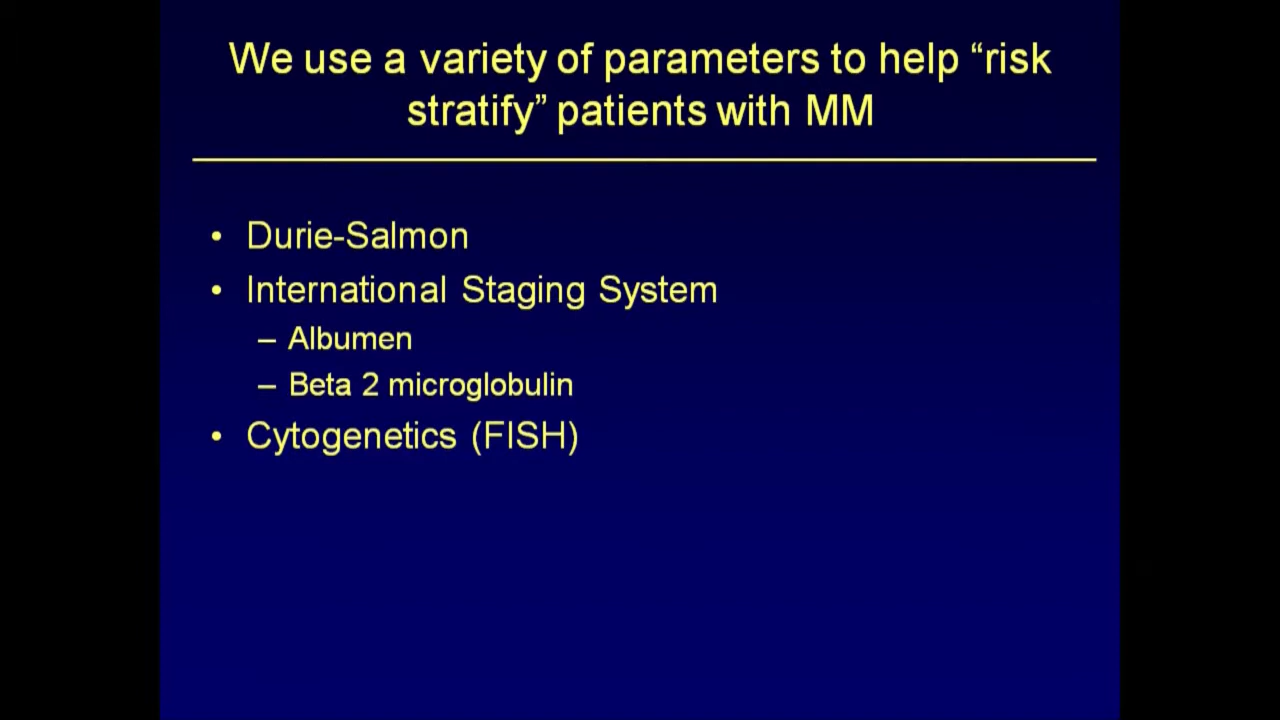 We use a variety of parameters to help “risk
stratify” patients with MM
• Durie-Salmon
• International Staging System
– Albumen
– Beta 2 microglobulin
• Cytogenetics (FISH)